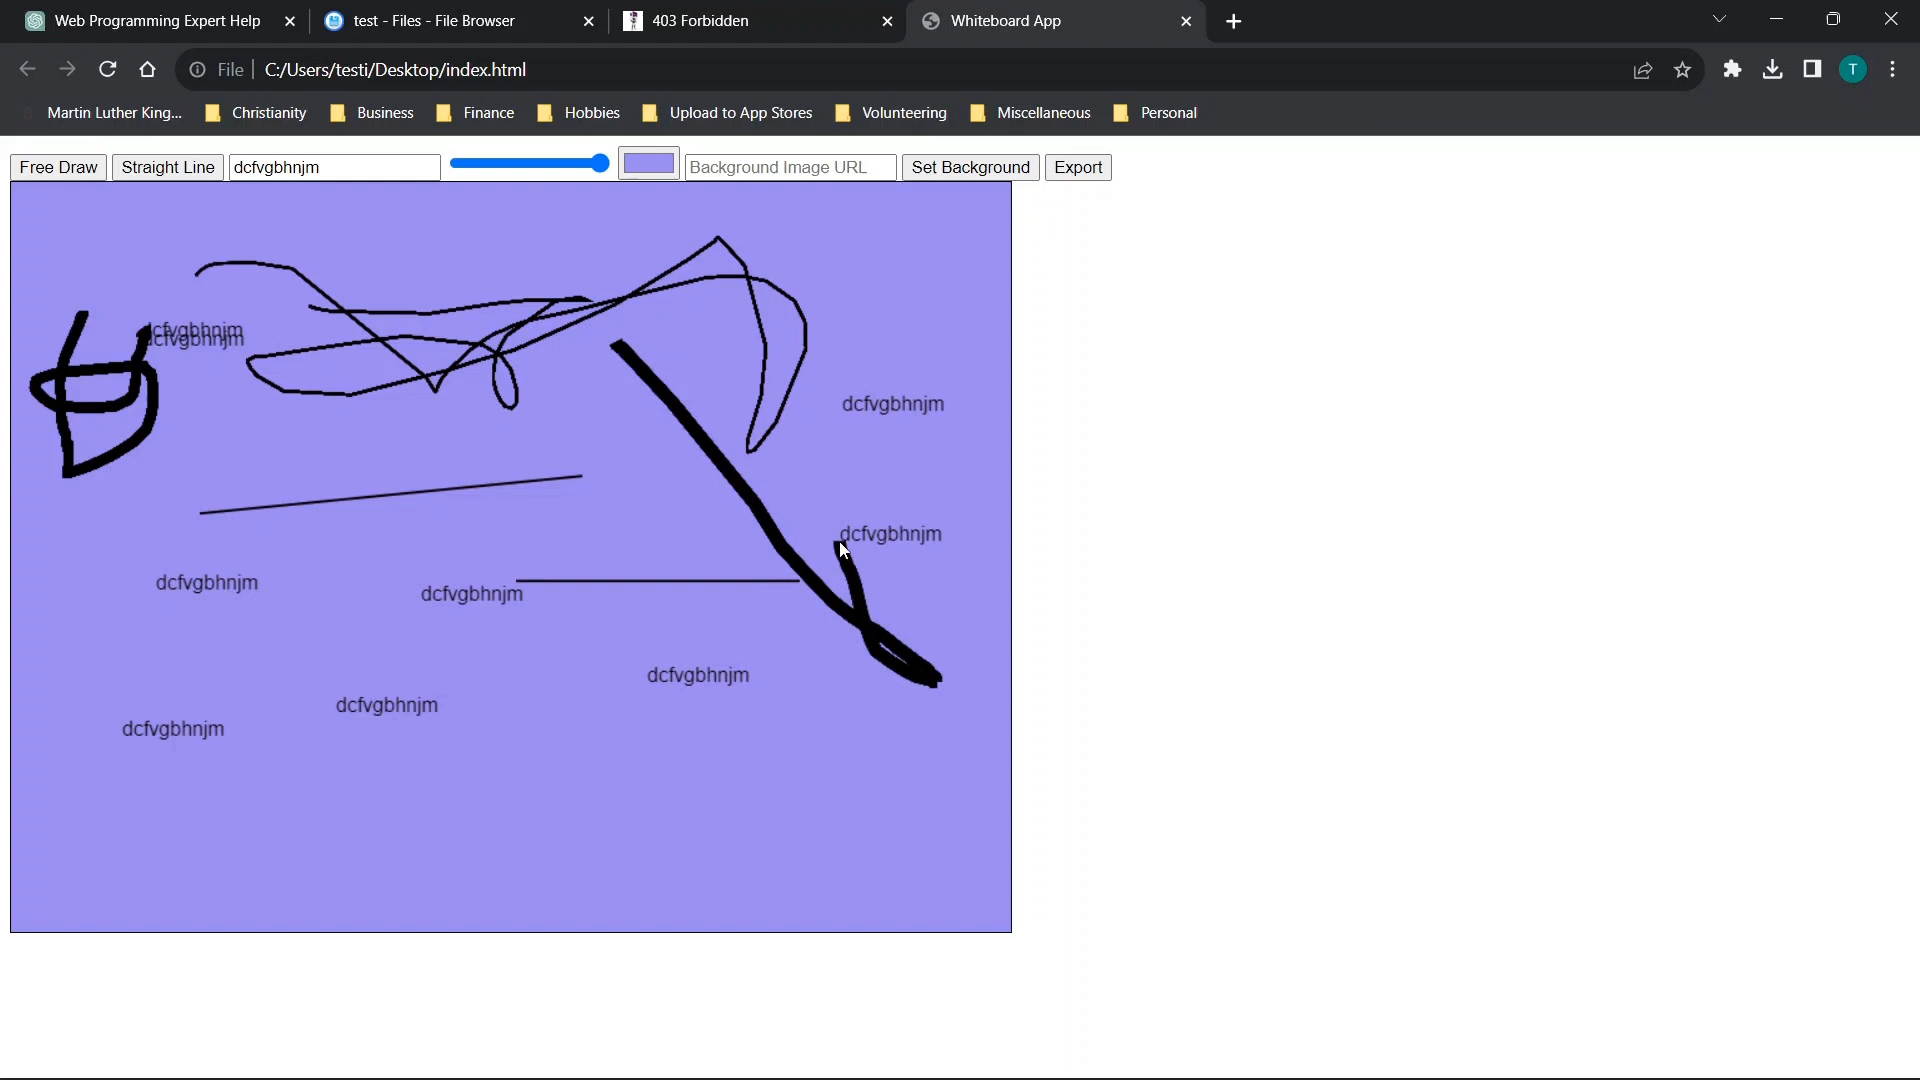 Web Programming Expert Help
test - Files - File Browser
403 Forbidden
Whiteboard App
File
C:/Users/testi/Desktop/index.html
T
Martin Luther King...
Christianity
Business
Finance
Hobbies
Upload to App Stores
Volunteering
Miscellaneous
Personal
Free Draw
Straight Line
dcfvgbhnjm
Background Image URL
Set Background
Export
dcfvgbhnjm
dcfvgbhnjm
dcfvgbhnjm
dcfvgbhnjm
dcfvgbhnjm
dcfvgbhnjm
dcfvgbhnjm
dcfvgbhnjm
dcfvgbhnjm